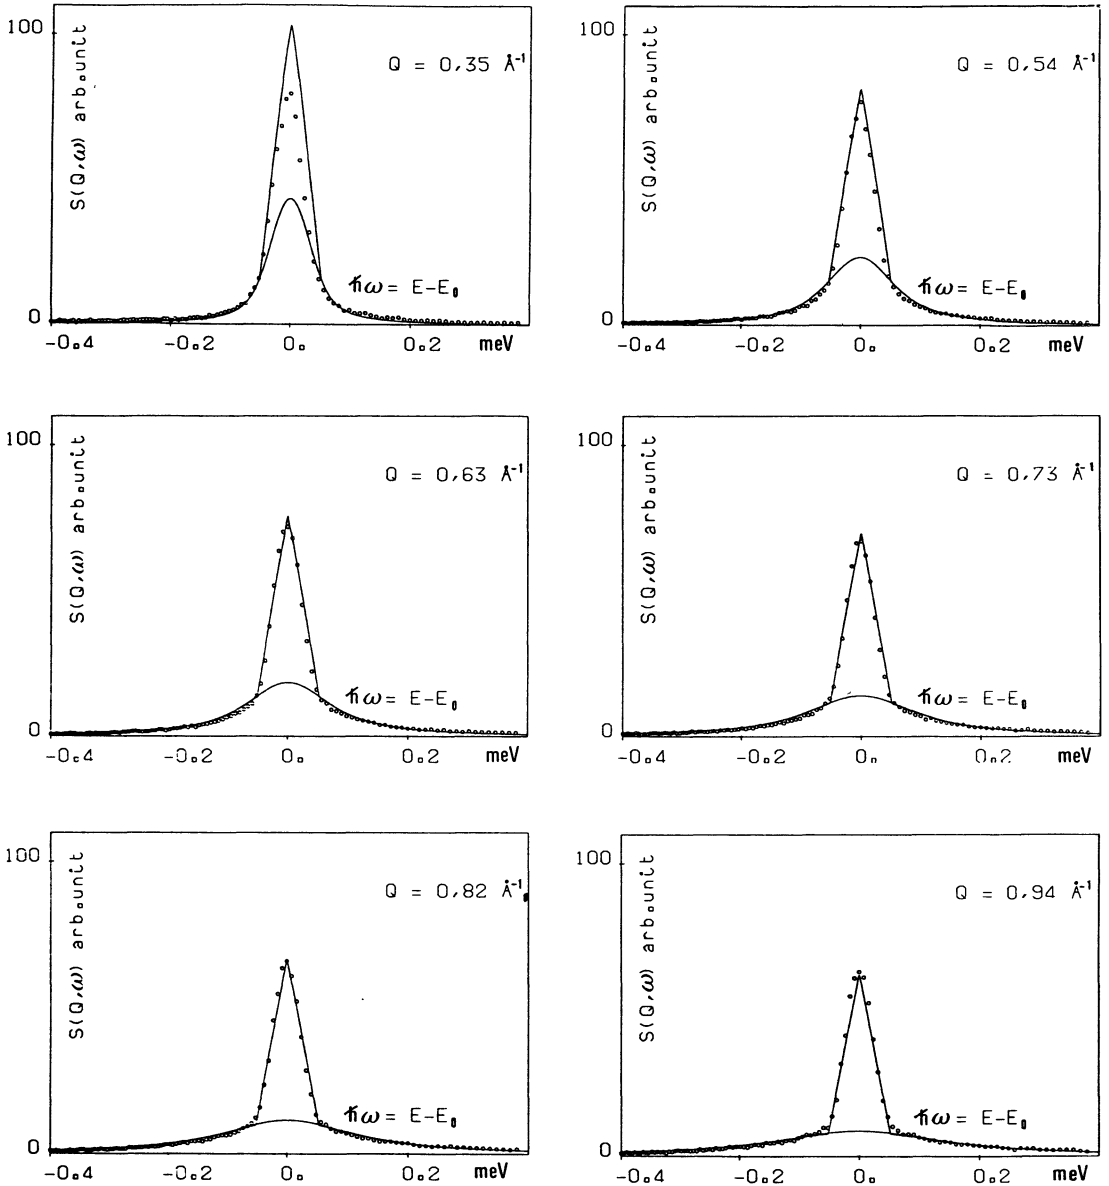 100
S(Q,ω) arb.unit
Q = 0,35 Å⁻¹
ħω = E-E₀
0
-0.4 -0.2 0. 0.2 meV
100
S(Q,ω) arb.unit
Q = 0,54 Å⁻¹
ħω = E-E₀
0
-0.4 -0.2 0. 0.2 meV
100
S(Q,ω) arb.unit
Q = 0,63 Å⁻¹
ħω = E-E₀
0
-0.4 -0.2 0. 0.2 meV
100
S(Q,ω) arb.unit
Q = 0,73 Å⁻¹
ħω = E-E₀
0
-0.4 -0.2 0. 0.2 meV
100
S(Q,ω) arb.unit
Q = 0,82 Å⁻¹
ħω = E-E₀
0
-0.4 -0.2 0. 0.2 meV
100
S(Q,ω) arb.unit
Q = 0,94 Å⁻¹
ħω = E-E₀
0
-0.4 -0.2 0. 0.2 meV